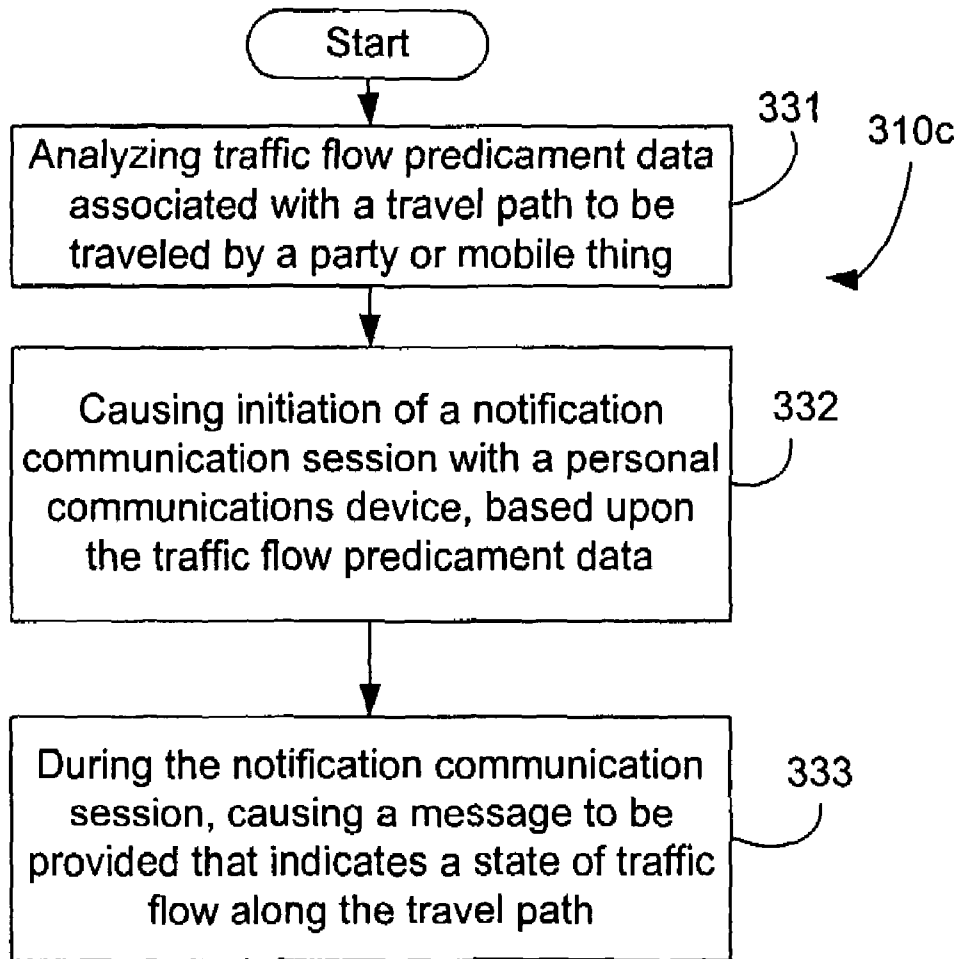 Start
331
310c
Analyzing traffic flow predicament data
associated with a travel path to be
traveled by a party or mobile thing
332
Causing initiation of a notification
communication session with a personal
communications device, based upon
the traffic flow predicament data
333
During the notification communication
session, causing a message to be
provided that indicates a state of traffic
flow along the travel path